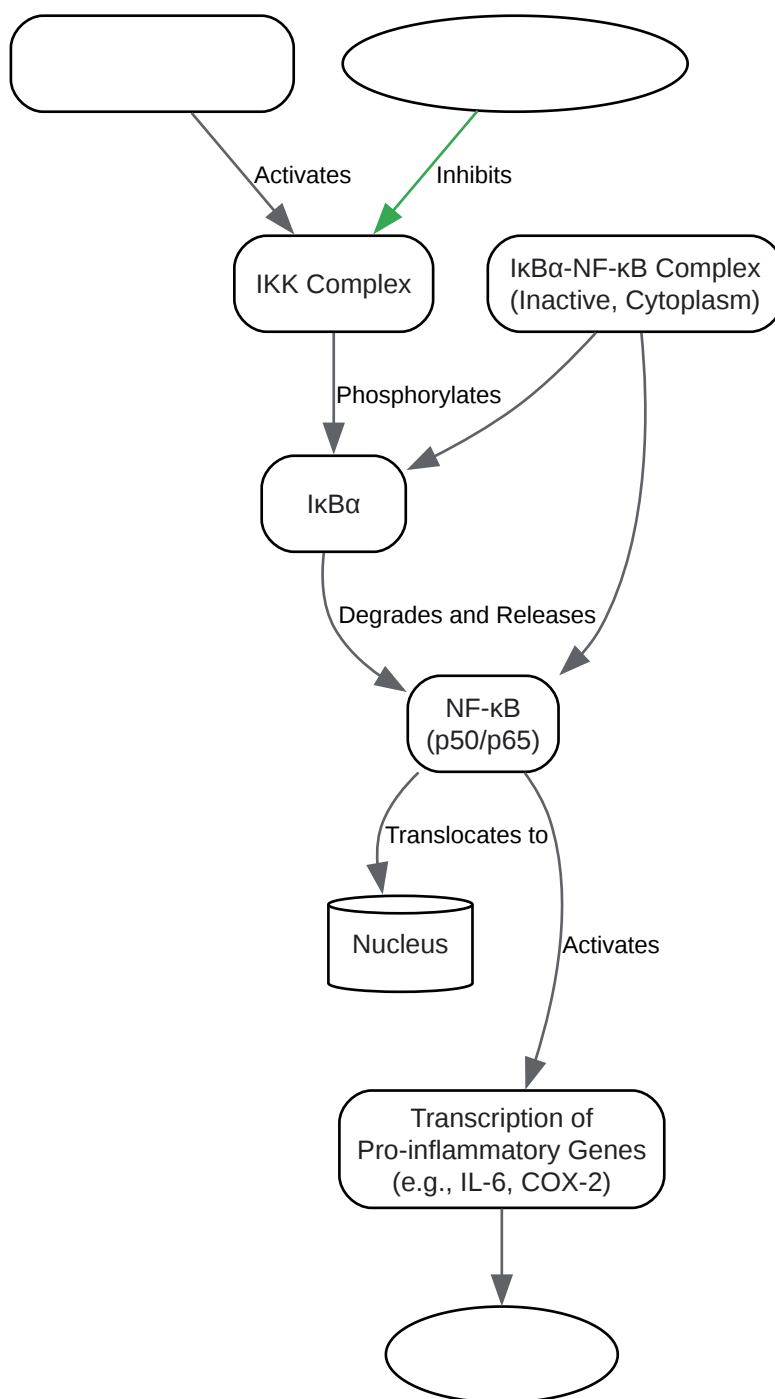 Activates
Inhibits
IKK Complex
IκBα-NF-κB Complex
(Inactive, Cytoplasm)
Phosphorylates
IκBα
Degrades and Releases
NF-κB
(p50/p65)
Translocates to
Nucleus
Activates
Transcription of
Pro-inflammatory Genes
(e.g., IL-6, COX-2)